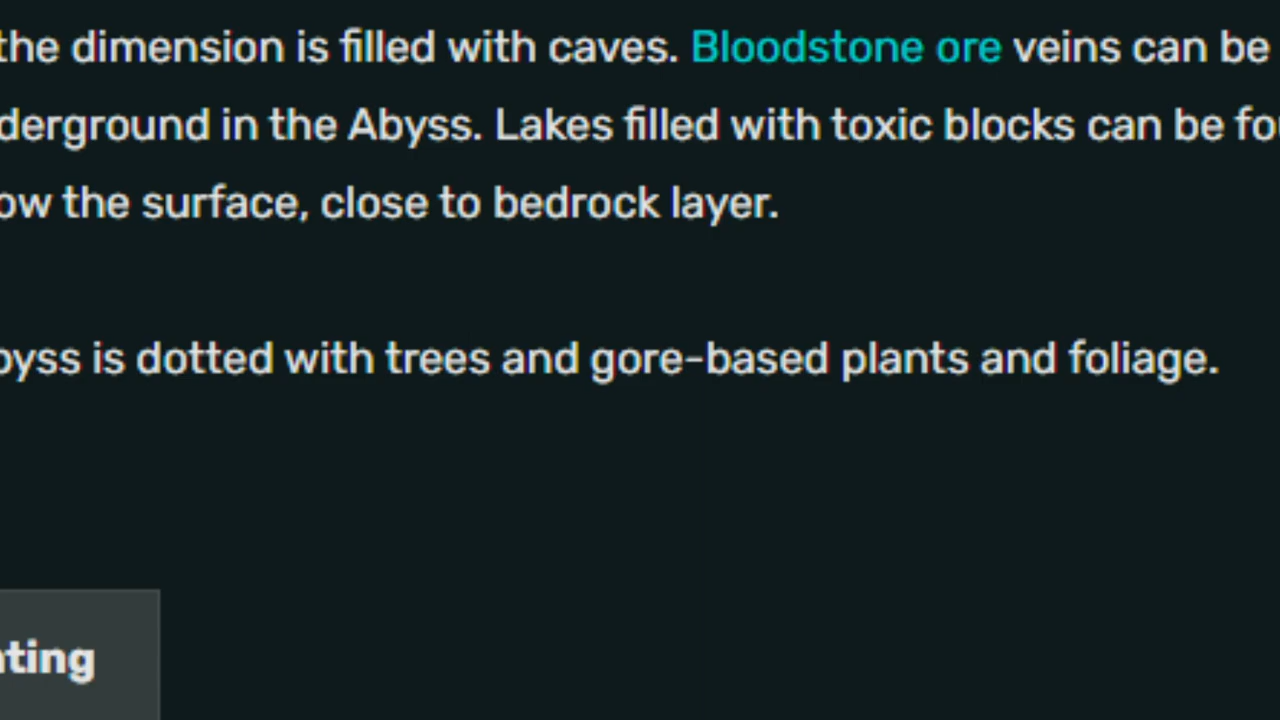 the dimension is filled with caves. Bloodstone ore veins can be
derground in the Abyss. Lakes filled with toxic blocks can be fo
ow the surface, close to bedrock layer.
byss is dotted with trees and gore-based plants and foliage.
ting